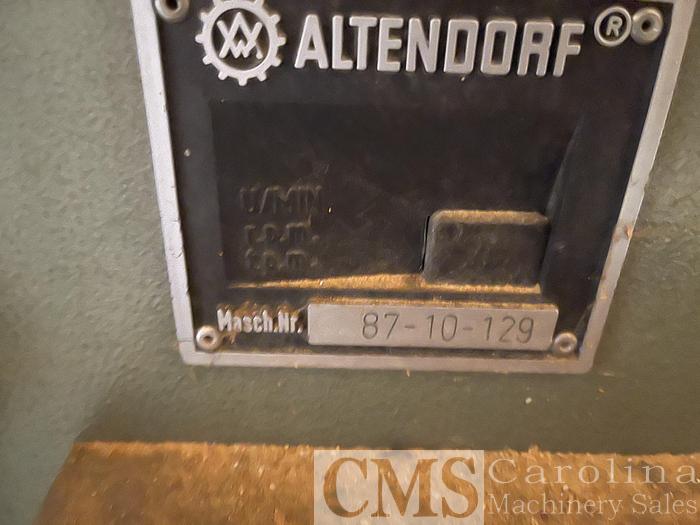 ALTENDORF ®
U/MIN
r.p.m.
t.p.m.
Masch.Nr. 87-10-129
CMS Carolina
Machinery Sales